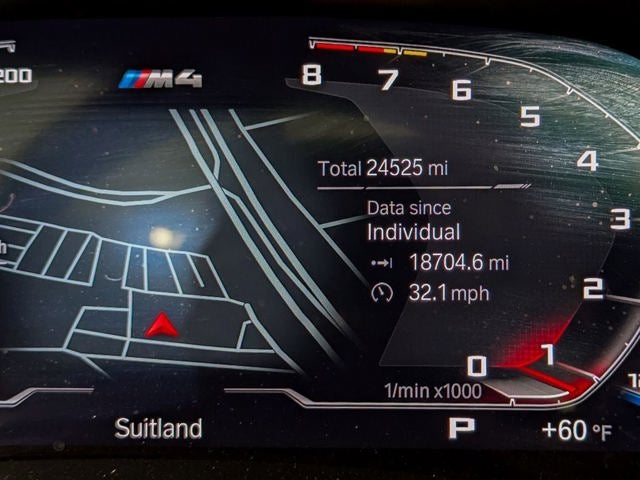 200
M4
8
7
6
5
4
3
2
1
0
Total 24525 mi
Data since
Individual
18704.6 mi
32.1 mph
h
1/min x1000
Suitland
P
+60 °F